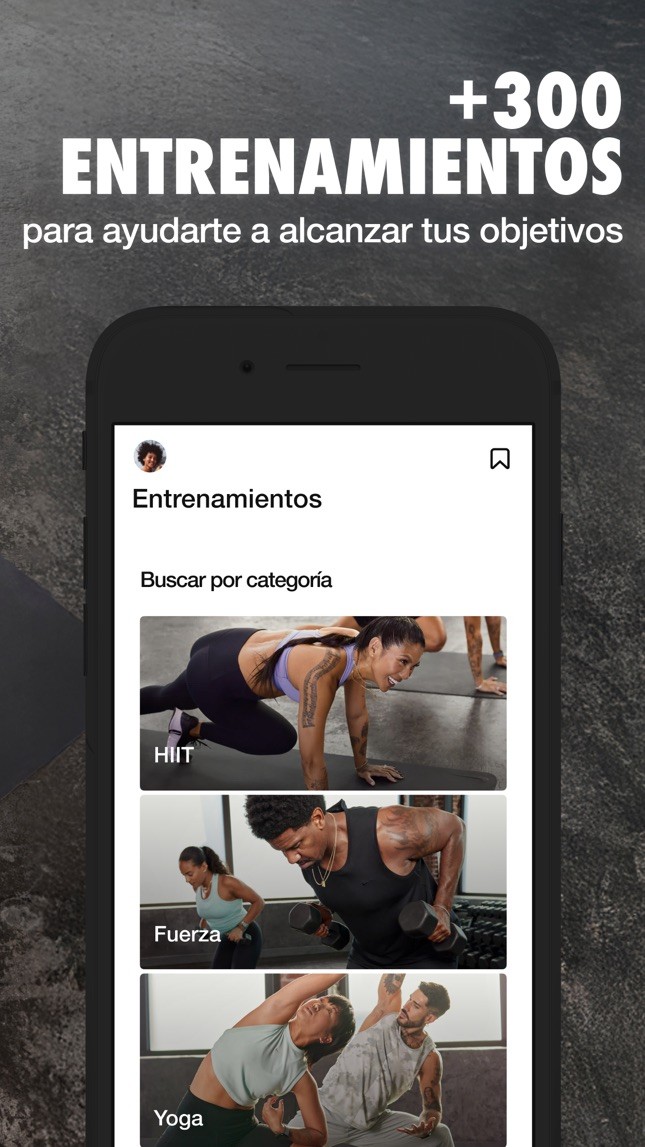 +300
ENTRENAMIENTOS
para ayudarte a alcanzar tus objetivos
Entrenamientos
Buscar por categoría
HIIT
Fuerza
Yoga